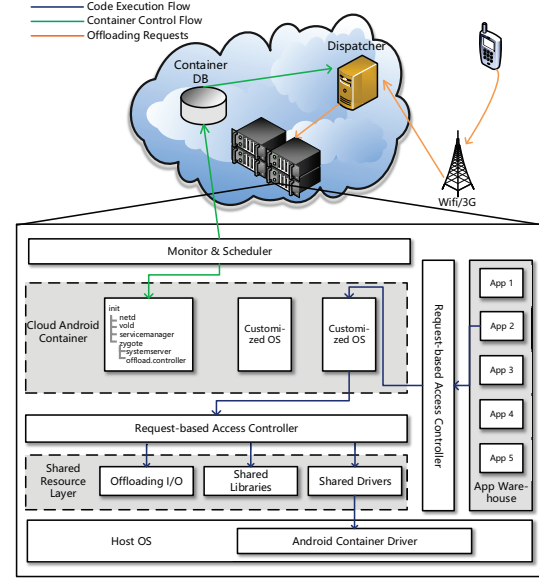 Code Execution Flow
Container Control Flow
Offloading Requests
Container
DB
Dispatcher
Wifi/3G
Monitor & Scheduler
Cloud Android
Container
init
netd
vold
servicemanager
zygote
systemserver
offload.controller
Customi-
zed OS
Customi-
zed OS
Request-based Access Controller
App 1
App 2
App 3
App 4
App 5
App Ware-
house
Request-based Access Controller
Shared
Resource
Layer
Offloading I/O
Shared
Libraries
Shared Drivers
Host OS
Android Container Driver